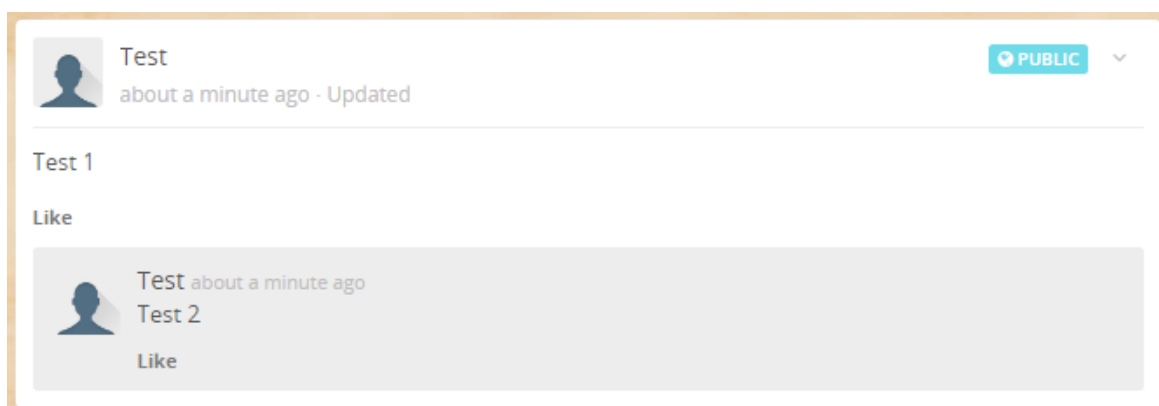 Test
PUBLIC
about a minute ago · Updated
Test 1
Like
Test about a minute ago
Test 2
Like